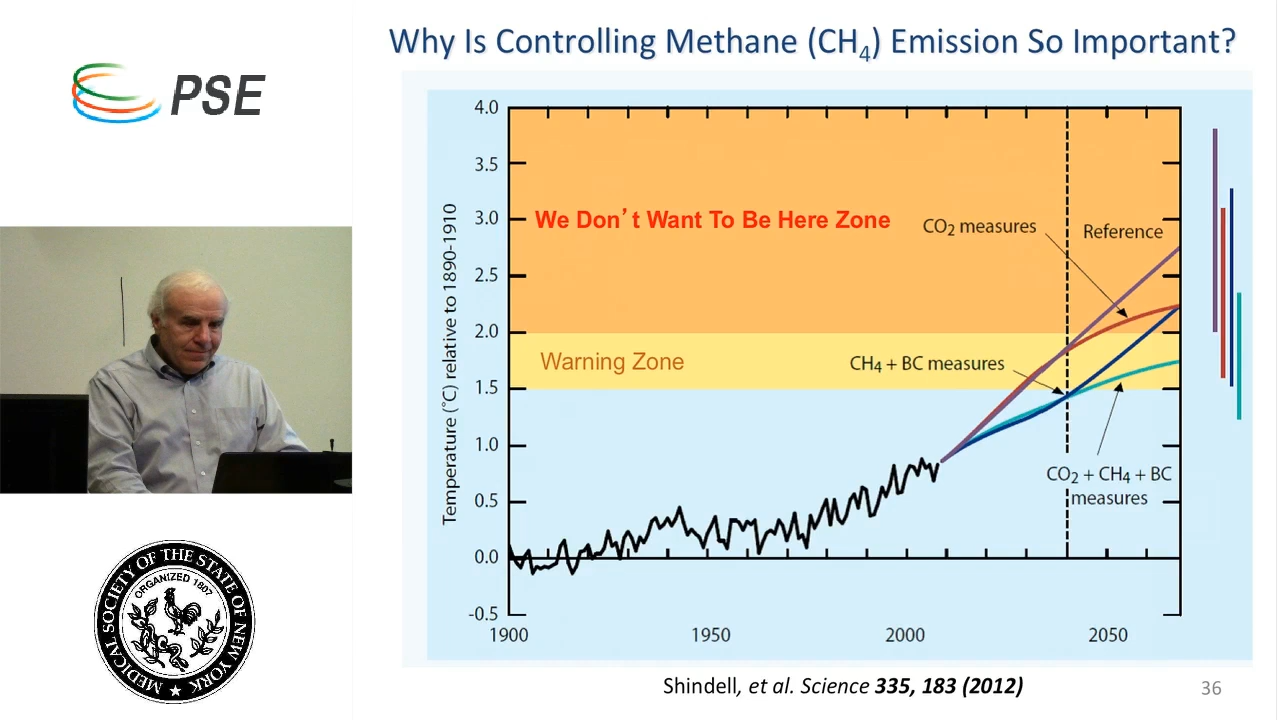 Why Is Controlling Methane (CH4) Emission So Important?
PSE
4.0
3.5
3.0
2.5
2.0
1.5
1.0
0.5
0.0
-0.5
Temperature (°C) relative to 1890-1910
We Don't Want To Be Here Zone
CO2 measures
Reference
Warning Zone
CH4 + BC measures
CO2 + CH4 + BC
measures
1900
1950
2000
2050
MEDICAL SOCIETY OF THE STATE OF NEW YORK
ORGANIZED 1807
Shindell, et al. Science 335, 183 (2012)
36